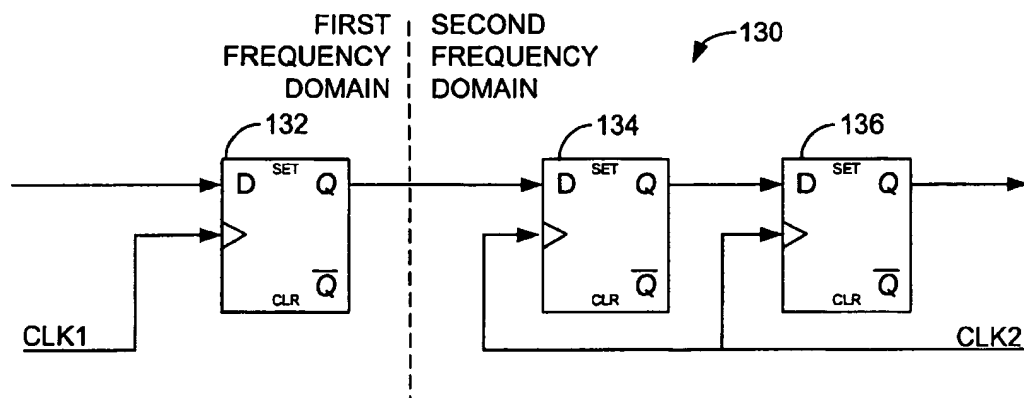 FIRST
FREQUENCY
DOMAIN
SECOND
FREQUENCY
DOMAIN
130
132
134
136
D SET Q
Q̅
CLR
D SET Q
Q̅
CLR
D SET Q
Q̅
CLR
CLK1
CLK2